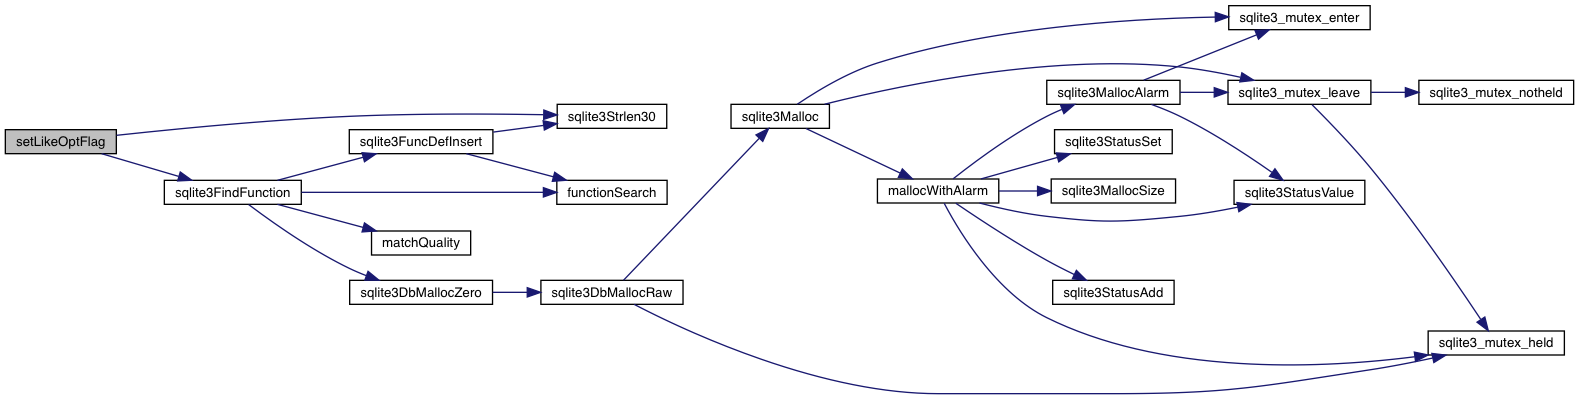 setLikeOptFlag
sqlite3FindFunction
sqlite3Strlen30
sqlite3FuncDefInsert
functionSearch
matchQuality
sqlite3DbMallocZero
sqlite3DbMallocRaw
sqlite3Malloc
mallocWithAlarm
sqlite3_mutex_enter
sqlite3MallocAlarm
sqlite3_mutex_leave
sqlite3_mutex_notheld
sqlite3StatusSet
sqlite3MallocSize
sqlite3StatusValue
sqlite3StatusAdd
sqlite3_mutex_held